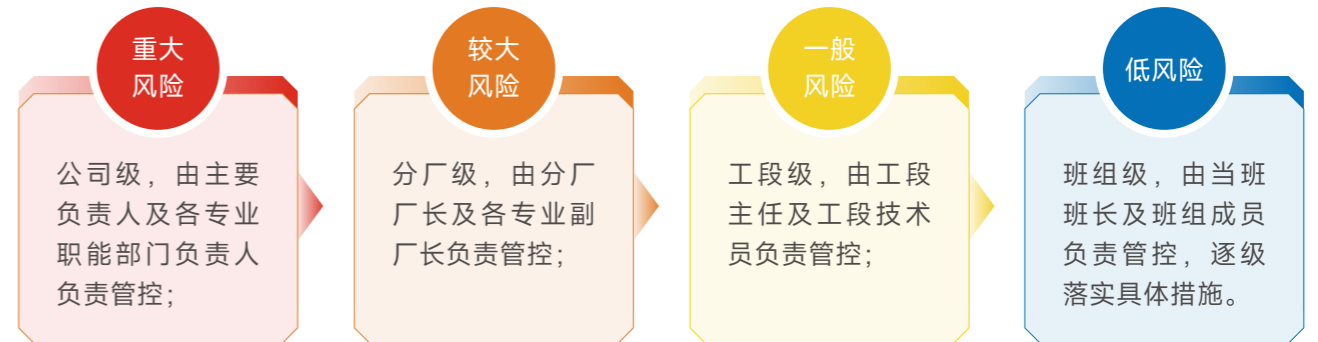 重大
风险
公司级，由主要
负责人及各专业
职能部门负责人
负责管控；
较大
风险
分厂级，由分厂
厂长及各专业副
厂长负责管控；
一般
风险
工段级，由工段
主任及工段技术
员负责管控；
低风险
班组级，由当班
班长及班组成员
负责管控，逐级
落实具体措施。